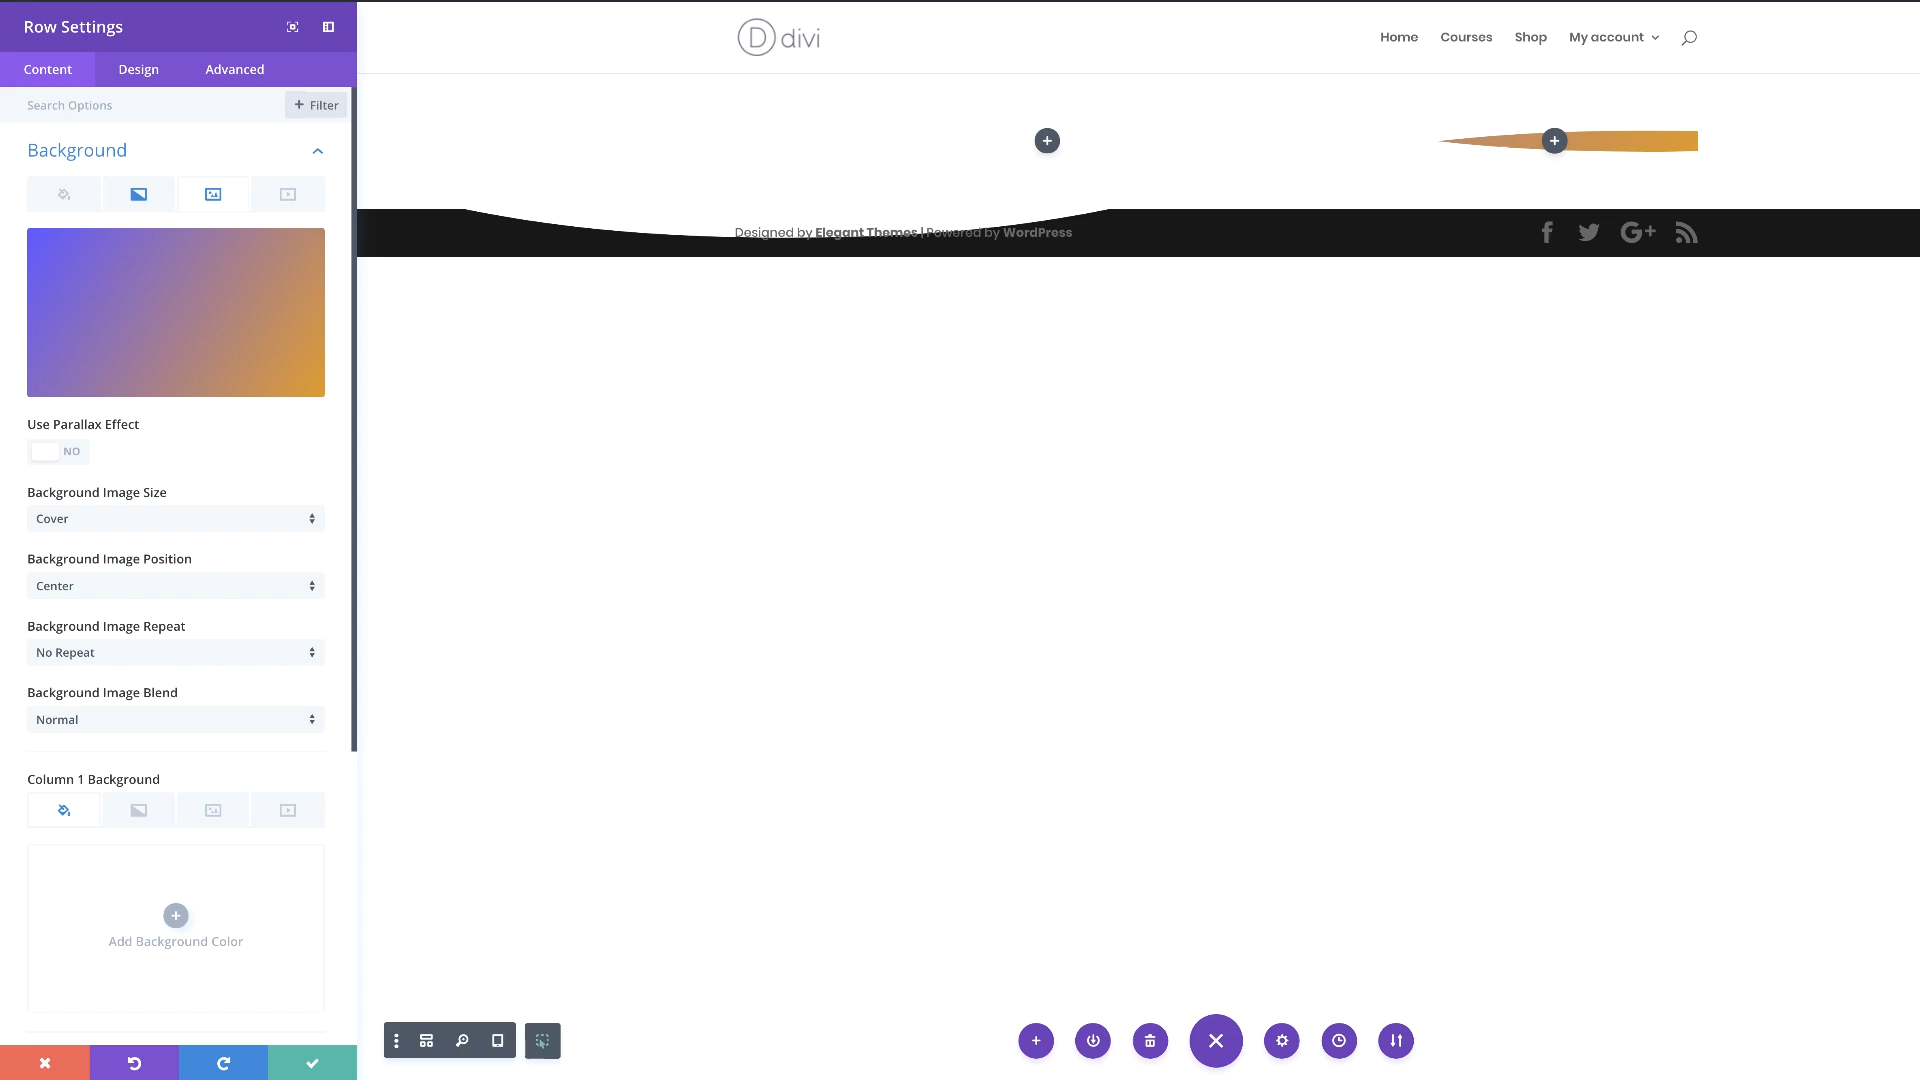 Row Settings
Content
Design
Advanced
Search Options
+ Filter
Background
Use Parallax Effect
NO
Background Image Size
Cover
Background Image Position
Center
Background Image Repeat
No Repeat
Background Image Blend
Normal
Column 1 Background
Add Background Color
D divi
Home
Courses
Shop
My account
Designed by Elegant Themes | Powered by WordPress